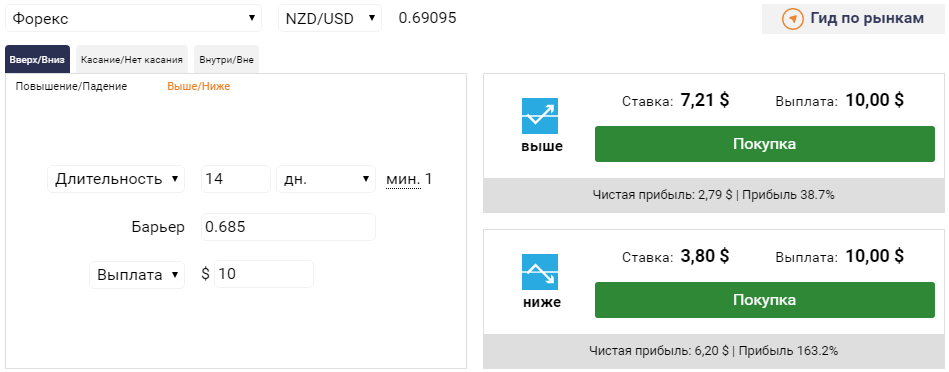 Форекс NZD/USD 0.69095 Гид по рынкам
Вверх/Вниз Касание/Нет касания Внутри/Вне
Повышение/Падение Выше/Ниже
Длительность 14 дн. мин. 1
Барьер 0.685
Выплата $ 10
Ставка: 7,21 $ Выплата: 10,00 $
выше Покупка
Чистая прибыль: 2,79 $ | Прибыль 38.7%
Ставка: 3,80 $ Выплата: 10,00 $
ниже Покупка
Чистая прибыль: 6,20 $ | Прибыль 163.2%